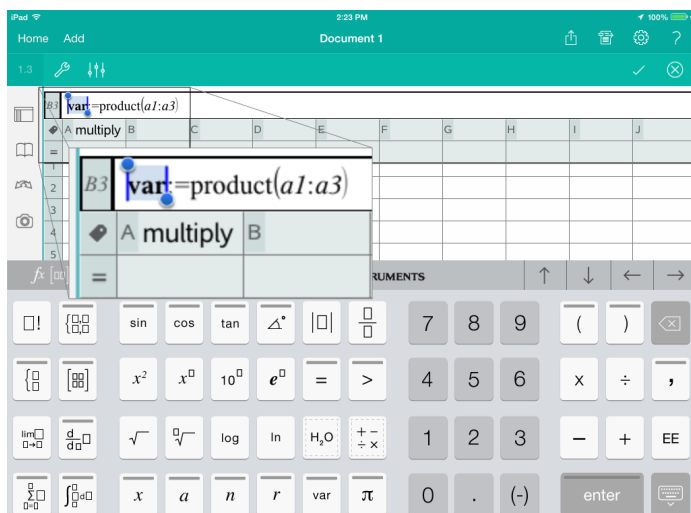 iPad 2:23 PM 100%
Home Add Document 1 ?
1.3
B3 var:=product(a1:a3)
A multiply B C D E F G H I J
=
1
2
3
4
5
B3 var:=product(a1:a3)
A multiply B
=
fx RUMENTS ↑ ↓ ← →
□! {□,□ □,□ sin cos tan ∠° |□| □/□ 7 8 9 ( )
{□ □ [□□ □□] x² x^□ 10^□ e^□ = > 4 5 6 x ÷ ,
lim□ □→□ d/d□ □ √ □√ log ln H₂O + − ÷ × 1 2 3 − + EE
□ Σ□ □=□ ∫□ □ □d□ x a n r var π 0 . (-) enter